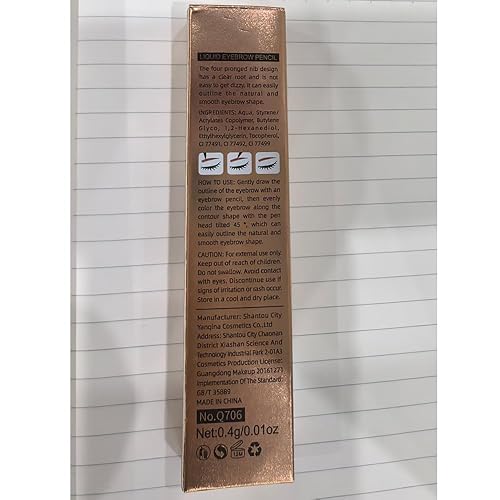 LIQUID EYEBROW PENCIL
The four pronged nib design
has a clear root and is not
easy to get dizzy. It can easily
outline the natural and
smooth eyebrow shape.
INGREDIENTS: Aqua, Styrene/
Acrylates Copolymer, Butylene
Glyco, 1,2-Hexanediol,
Ethylhexylglycerin, Tocopherol,
CI 77491, CI 77492, CI 77499
HOW TO USE: Gently draw the
outline of the eyebrow with an
eyebrow pencil, then evenly
color the eyebrow along the
contour shape with the pen
head tilted 45 °, which can
easily outline the natural and
smooth eyebrow shape.
CAUTION: For external use only.
Keep out of reach of children.
Do not swallow. Avoid contact
with eyes. Discontinue use if
signs of irritation or sash occur.
Store in a cool and dry place.
Manufacturer: Shantou City
Yanqina Cosmetics Co.,Ltd
Address: Shantou City Chaonan
District Xiashan Science And
Technology Industrial Park 2-01A3
Cosmetics Production License:
Guangdong Makeup 20161273
Implementation Of The Standard:
GB/T 35889
MADE IN CHINA
No.Q706
Net:0.4g/0.01oz